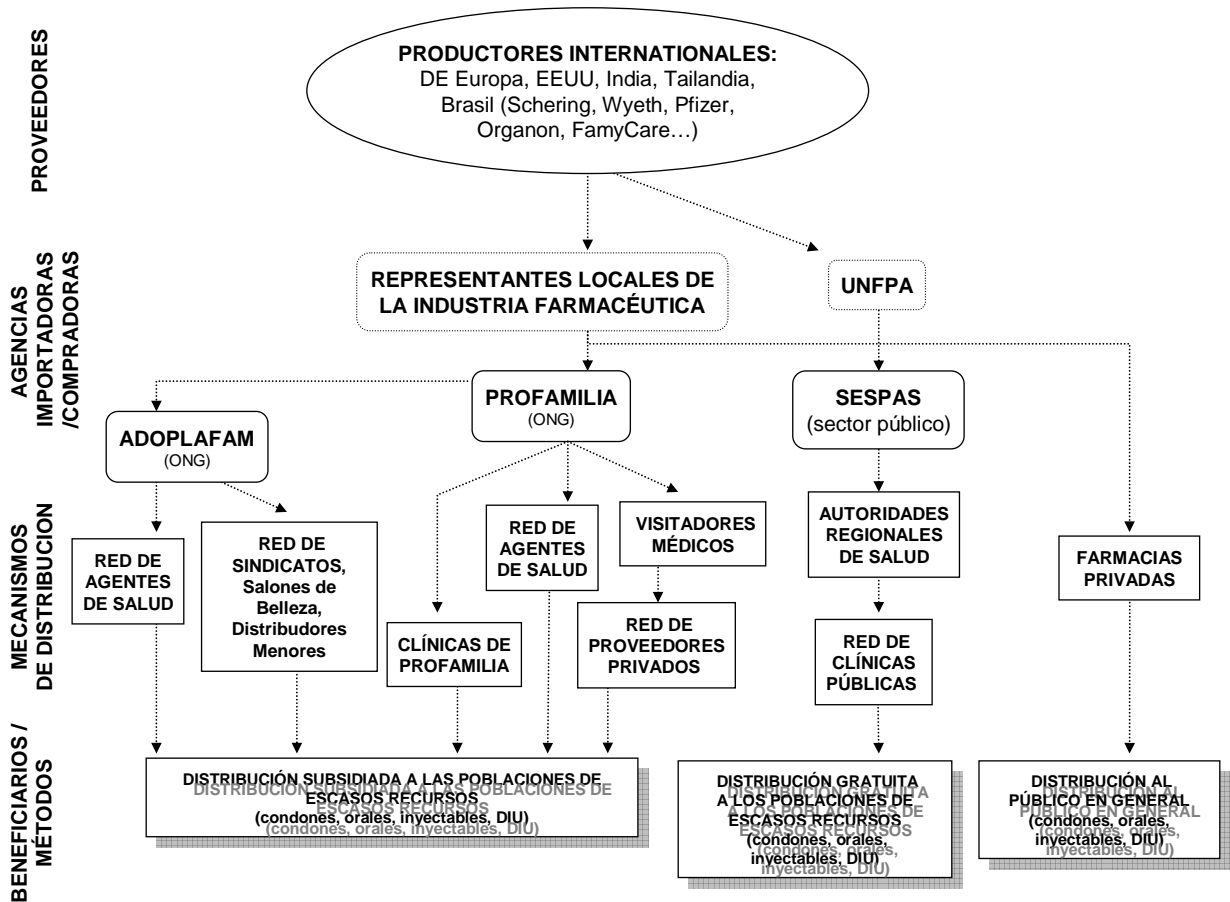 PROVEEDORES
PRODUCTORES INTERNATIONALES:
DE Europa, EEUU, India, Tailandia,
Brasil (Schering, Wyeth, Pfizer,
Organon, FamyCare…)
AGENCIAS
IMPORTADORAS
/COMPRADORAS
REPRESENTANTES LOCALES DE
LA INDUSTRIA FARMACÉUTICA
UNFPA
PROFAMILIA
(ONG)
SESPAS
(sector público)
ADOPLAFAM
(ONG)
MECANISMOS
DE DISTRIBUCION
RED DE
AGENTES
DE SALUD
RED DE
SINDICATOS,
Salones de
Belleza,
Distribudores
Menores
CLÍNICAS DE
PROFAMILIA
RED DE
AGENTES
DE SALUD
VISITADORES
MÉDICOS
RED DE
PROVEEDORES
PRIVADOS
AUTORIDADES
REGIONALES
DE SALUD
RED DE
CLÍNICAS
PÚBLICAS
FARMACIAS
PRIVADAS
BENEFICIARIOS /
MÉTODOS
DISTRIBUCIÓN SUBSIDIADA A LAS POBLACIONES DE
ESCASOS RECURSOS
(condones, orales, inyectables, DIU)
DISTRIBUCIÓN GRATUITA
A LOS POBLACIONES DE
ESCASOS RECURSOS
(condones, orales,
inyectables, DIU)
DISTRIBUCIÓN AL
PÚBLICO EN GENERAL
(condones, orales,
inyectables, DIU)